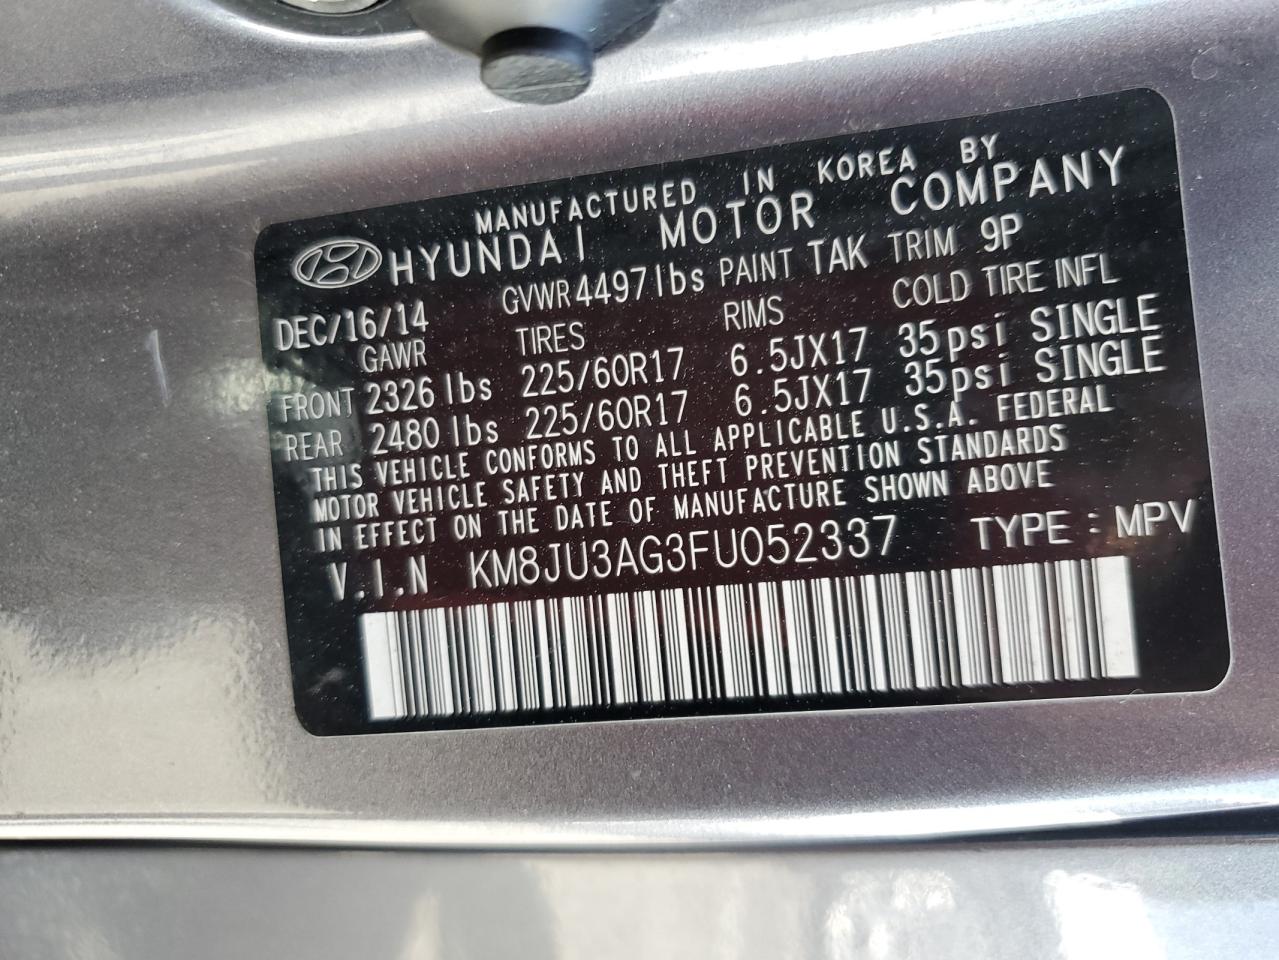 MANUFACTURED IN KOREA BY
HYUNDAI MOTOR COMPANY
DEC/16/14 GVWR 4497lbs PAINT TAK TRIM 9P
GAWR TIRES RIMS COLD TIRE INFL
FRONT 2326 lbs 225/60R17 6.5JX17 35psi SINGLE
REAR 2480 lbs 225/60R17 6.5JX17 35psi SINGLE
THIS VEHICLE CONFORMS TO ALL APPLICABLE U.S.A. FEDERAL
MOTOR VEHICLE SAFETY AND THEFT PREVENTION STANDARDS
IN EFFECT ON THE DATE OF MANUFACTURE SHOWN ABOVE
V.I.N KM8JU3AG3FU052337 TYPE : MPV